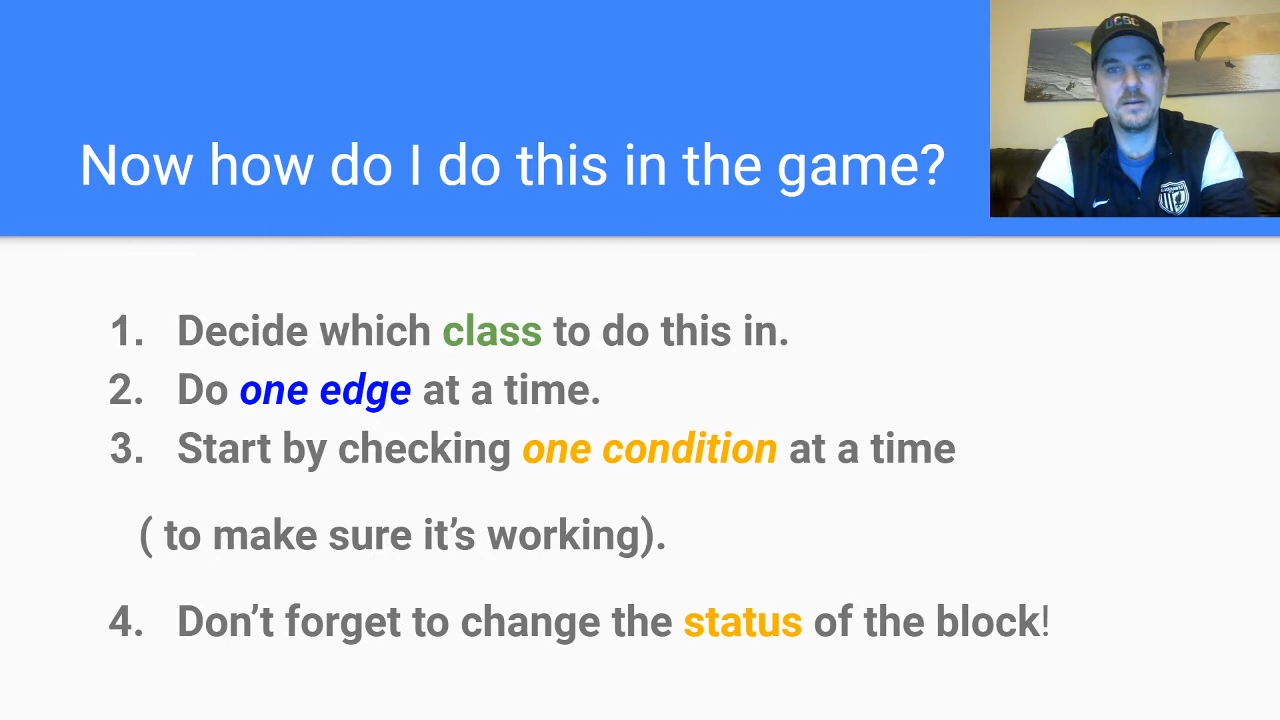 UCSC
Now how do I do this in the game?
1. Decide which class to do this in.
2. Do one edge at a time.
3. Start by checking one condition at a time
( to make sure it’s working).
4. Don’t forget to change the status of the block!